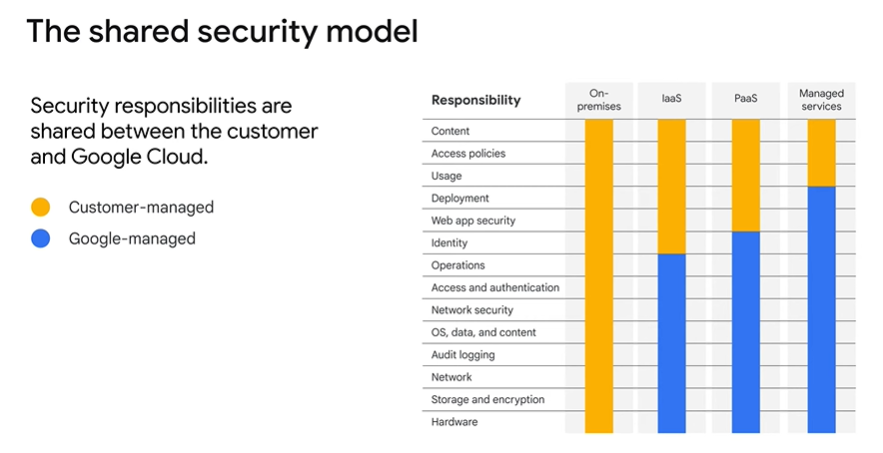 The shared security model
Security responsibilities are
shared between the customer
and Google Cloud.
Customer-managed
Google-managed
Responsibility
On-
premises
IaaS
PaaS
Managed
services
Content
Access policies
Usage
Deployment
Web app security
Identity
Operations
Access and authentication
Network security
OS, data, and content
Audit logging
Network
Storage and encryption
Hardware